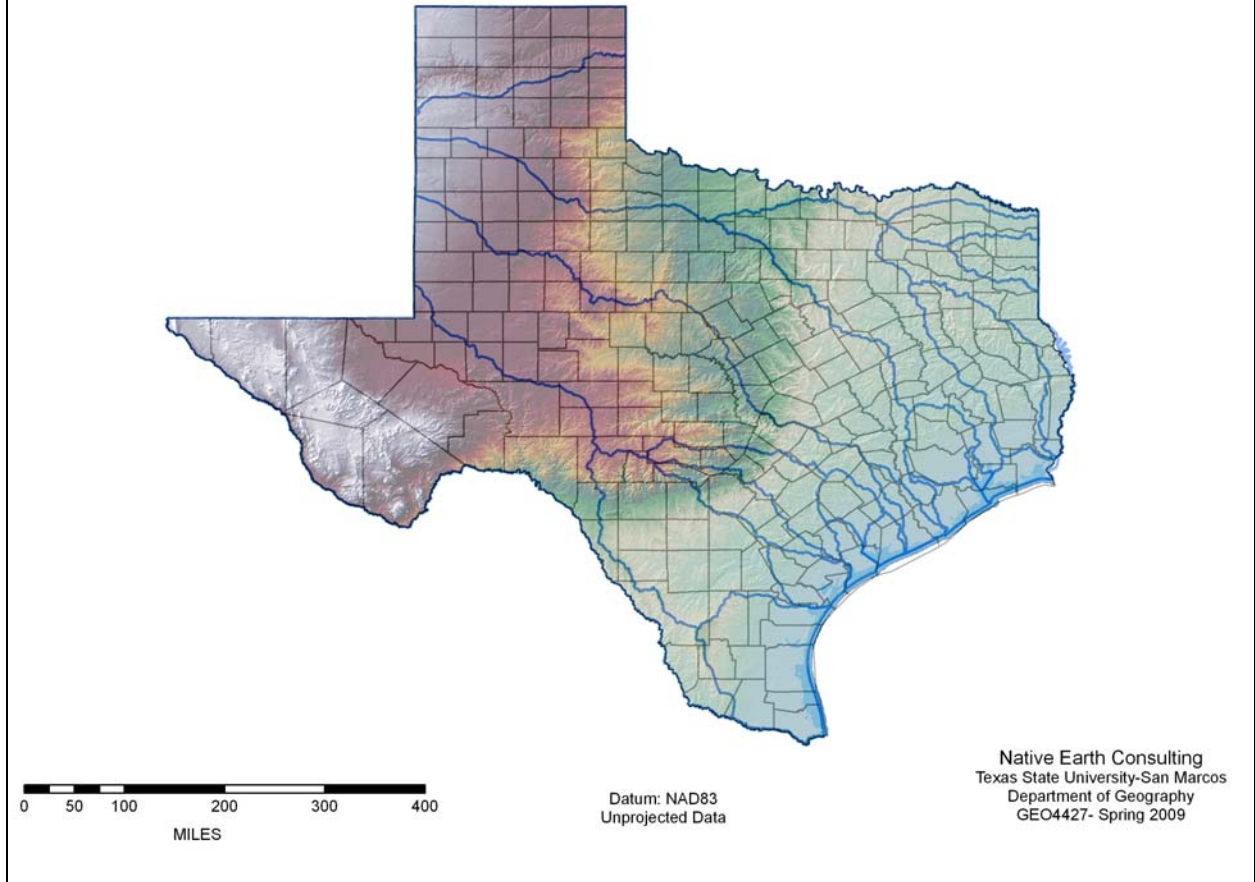 0 50 100 200 300 400
MILES
Datum: NAD83
Unprojected Data
Native Earth Consulting
Texas State University-San Marcos
Department of Geography
GEO4427- Spring 2009